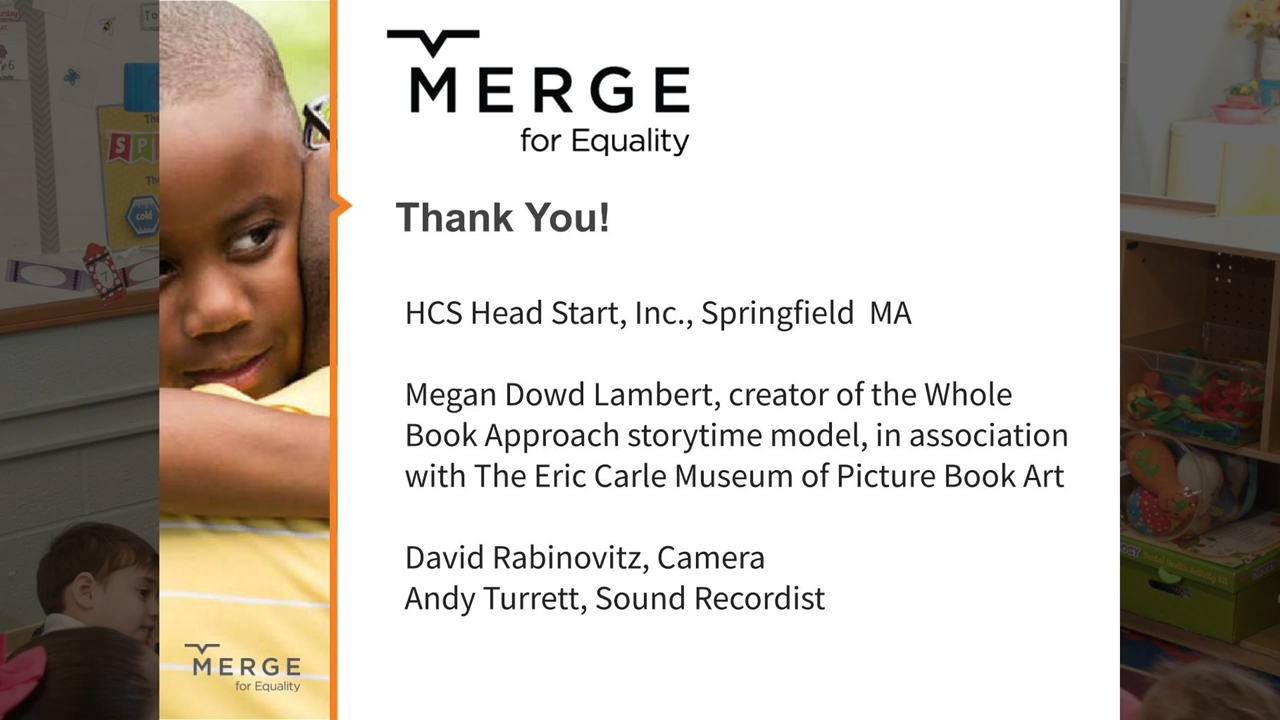 MERGE
for Equality
Thank You!
HCS Head Start, Inc., Springfield MA
Megan Dowd Lambert, creator of the Whole
Book Approach storytime model, in association
with The Eric Carle Museum of Picture Book Art
David Rabinovitz, Camera
Andy Turrett, Sound Recordist
MERGE
for Equality
cold